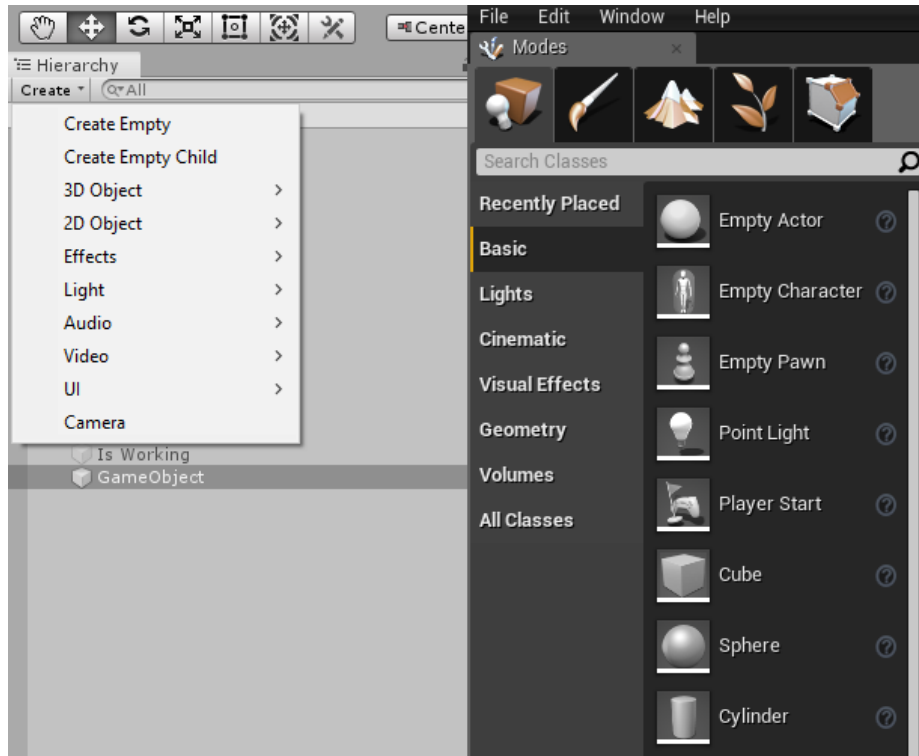 Cente
Hierarchy
Create
All
Create Empty
Create Empty Child
3D Object
2D Object
Effects
Light
Audio
Video
UI
Camera
Is Working
GameObject
File Edit Window Help
Modes
Search Classes
Recently Placed
Basic
Lights
Cinematic
Visual Effects
Geometry
Volumes
All Classes
Empty Actor
Empty Character
Empty Pawn
Point Light
Player Start
Cube
Sphere
Cylinder